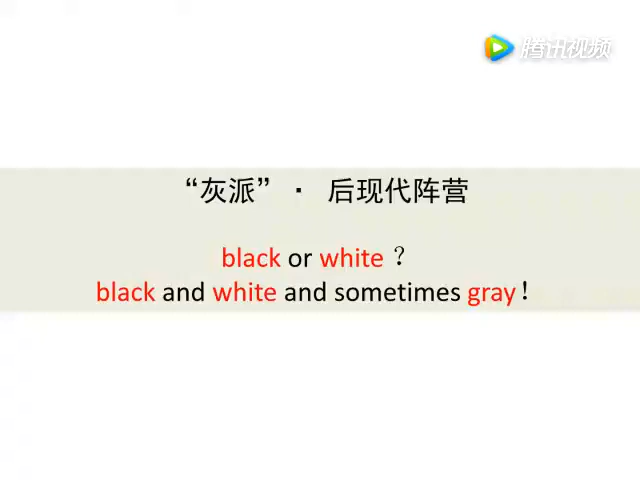 腾讯视频
“灰派” · 后现代阵营
black or white ?
black and white and sometimes gray!